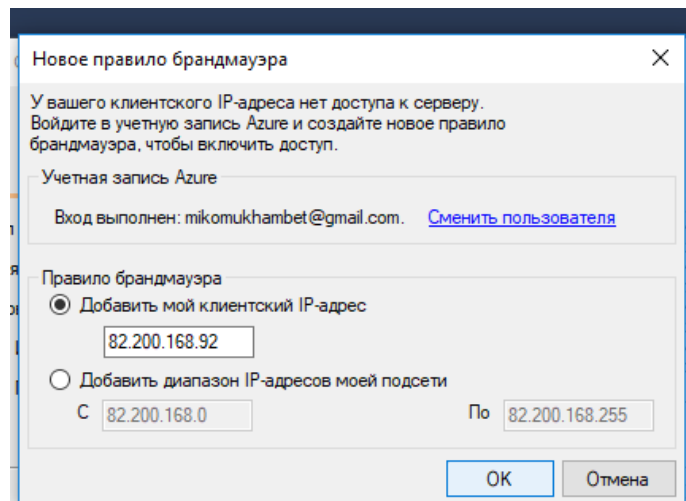 Новое правило брандмауэра
У вашего клиентского IP-адреса нет доступа к серверу.
Войдите в учетную запись Azure и создайте новое правило
брандмауэра, чтобы включить доступ.
Учетная запись Azure
Вход выполнен: mikomukhambet@gmail.com. Сменить пользователя
Правило брандмауэра
Добавить мой клиентский IP-адрес
82.200.168.92
Добавить диапазон IP-адресов моей подсети
С 82.200.168.0 По 82.200.168.255
OK Отмена